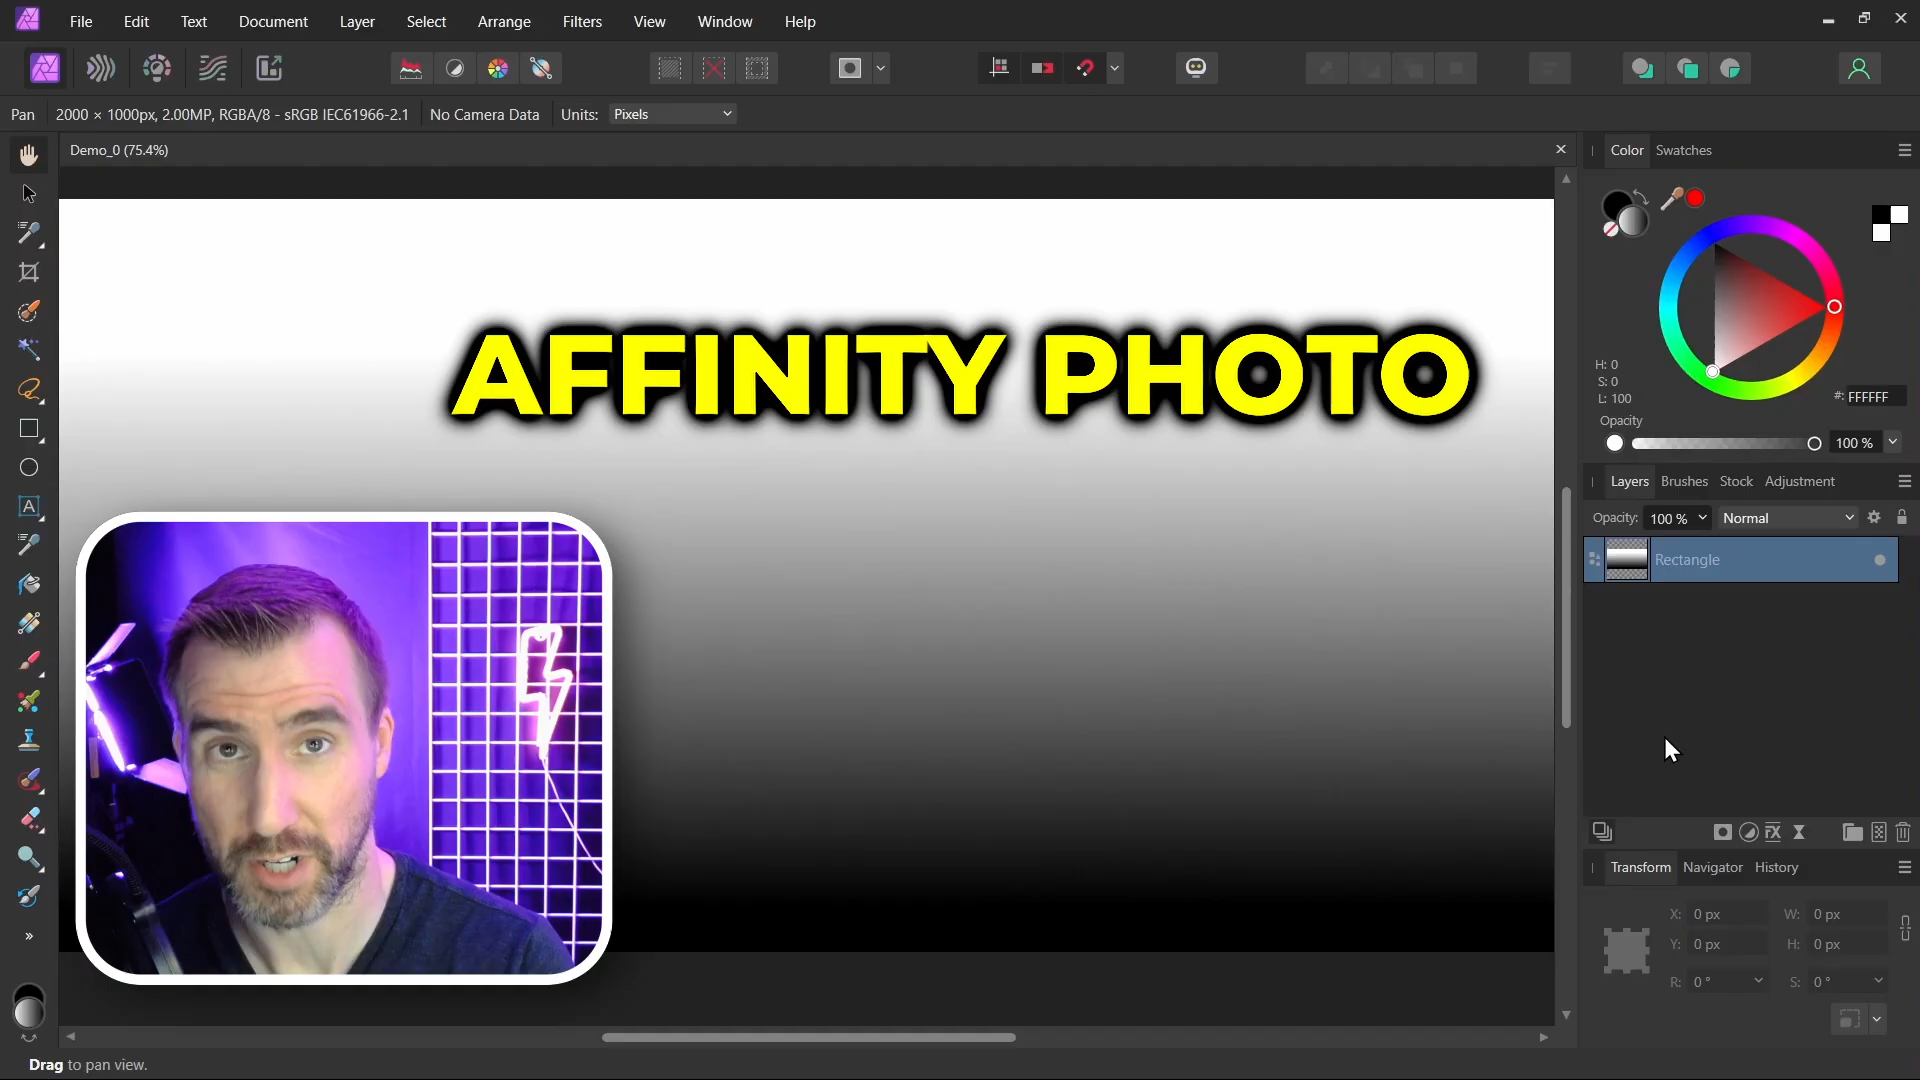 File Edit Text Document Layer Select Arrange Filters View Window Help
Pan 2000 × 1000px, 2.00MP, RGBA/8 - sRGB IEC61966-2.1 No Camera Data Units: Pixels
Demo_0 (75.4%)
Color Swatches
AFFINITY PHOTO
H: 0
S: 0
L: 100
#: FFFFFF
Opacity
100 %
Layers Brushes Stock Adjustment
Opacity: 100 % Normal
Rectangle
Transform Navigator History
X: 0 px W: 0 px
Y: 0 px H: 0 px
R: 0 ° S: 0 °
Drag to pan view.